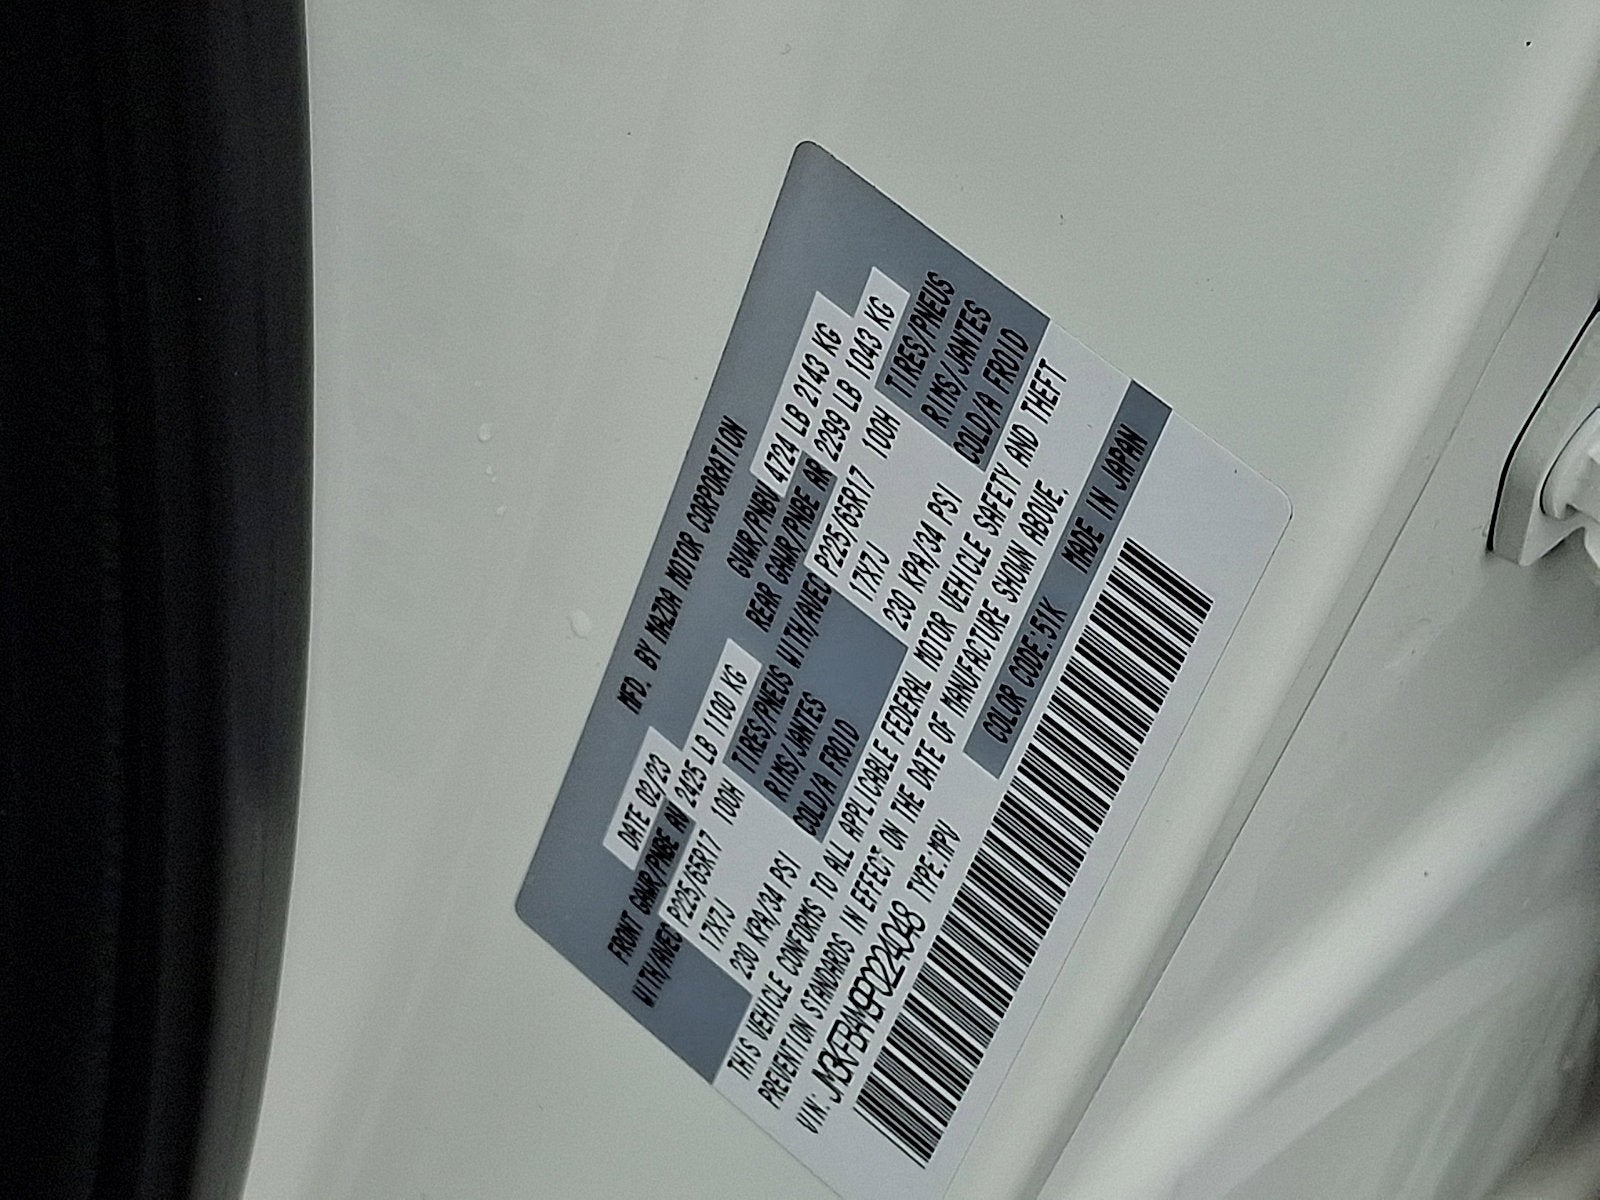 MFD. BY MAZDA MOTOR CORPORATION
DATE 02/23 GVWR/PNBV 4724 LB 2143 KG
FRONT GAWR/PNBE AV 2425 LB 1100 KG REAR GAWR/PNBE AR 2299 LB 1043 KG
WITH/AVEC P225/65R17 100H TIRES/PNEUS WITH/AVEC P225/65R17 100H TIRES/PNEUS
17X7J RIMS/JANTES 17X7J RIMS/JANTES
230 KPA/34 PSI COLD/A FROID 230 KPA/34 PSI COLD/A FROID
THIS VEHICLE CONFORMS TO ALL APPLICABLE FEDERAL MOTOR VEHICLE SAFETY AND THEFT
PREVENTION STANDARDS IN EFFECT ON THE DATE OF MANUFACTURE SHOWN ABOVE.
VIN: JM3KFBAM9P0224048 TYPE:MPV COLOR CODE:51K MADE IN JAPAN